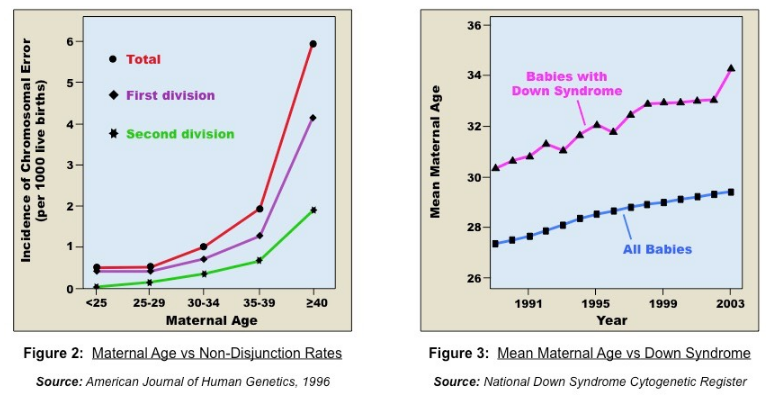 Incidence of Chromosomal Error
(per 1000 live births)
6
5
4
3
2
1
0
Total
First division
Second division
<25
25-29
30-34
35-39
≥40
Maternal Age
Figure 2: Maternal Age vs Non-Disjunction Rates
Source: American Journal of Human Genetics, 1996
Mean Maternal Age
36
34
32
30
28
26
Babies with
Down Syndrome
All Babies
1991
1995
1999
2003
Year
Figure 3: Mean Maternal Age vs Down Syndrome
Source: National Down Syndrome Cytogenetic Register